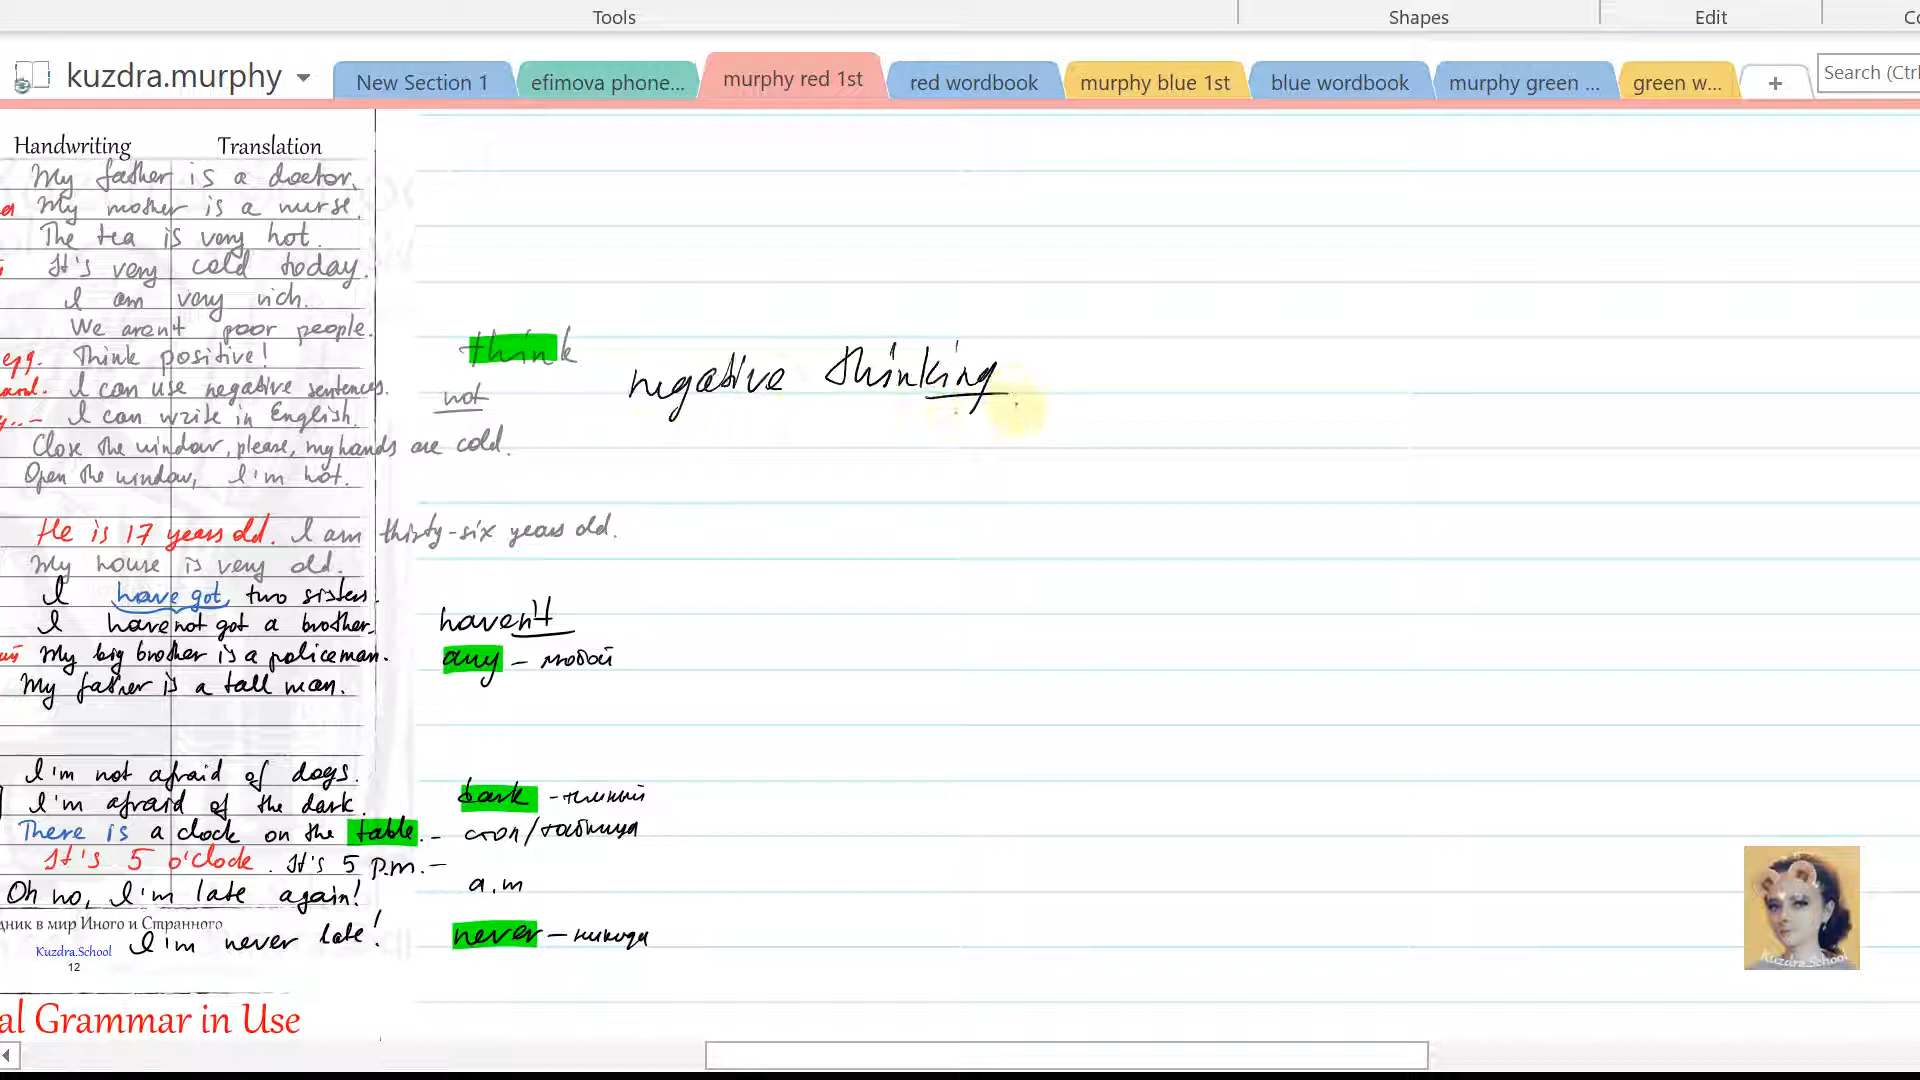 Tools Shapes Edit
kuzdra.murphy New Section 1 efimova phone... murphy red 1st red wordbook murphy blue 1st blue wordbook murphy green ... green w... + Search (Ctrl
Handwriting Translation
My father is a doctor.
My mother is a nurse.
The tea is very hot.
It's very cold today.
I am very rich.
We aren't poor people.
Think positive!
think
negative thinking
I can use negative sentences.
not
I can write in English.
Close the window, please, my hands are cold.
Open the window, I'm hot.
He is 17 years old. I am thirty-six years old.
My house is very old.
I have got two sisters.
I have not got a brother.
haven't
My big brother is a policeman.
any – любой
My father is a tall man.
I'm not afraid of dogs.
I'm afraid of the dark.
dark - темный
There is a clock on the table. – стол/таблица
It's 5 o'clock. It's 5 p.m. –
a.m
Oh no, I'm late again!
дник в мир Иного и Странного
I'm never late!
never – никогда
Kuzdra.School
12
al Grammar in Use
Kuzdra.School